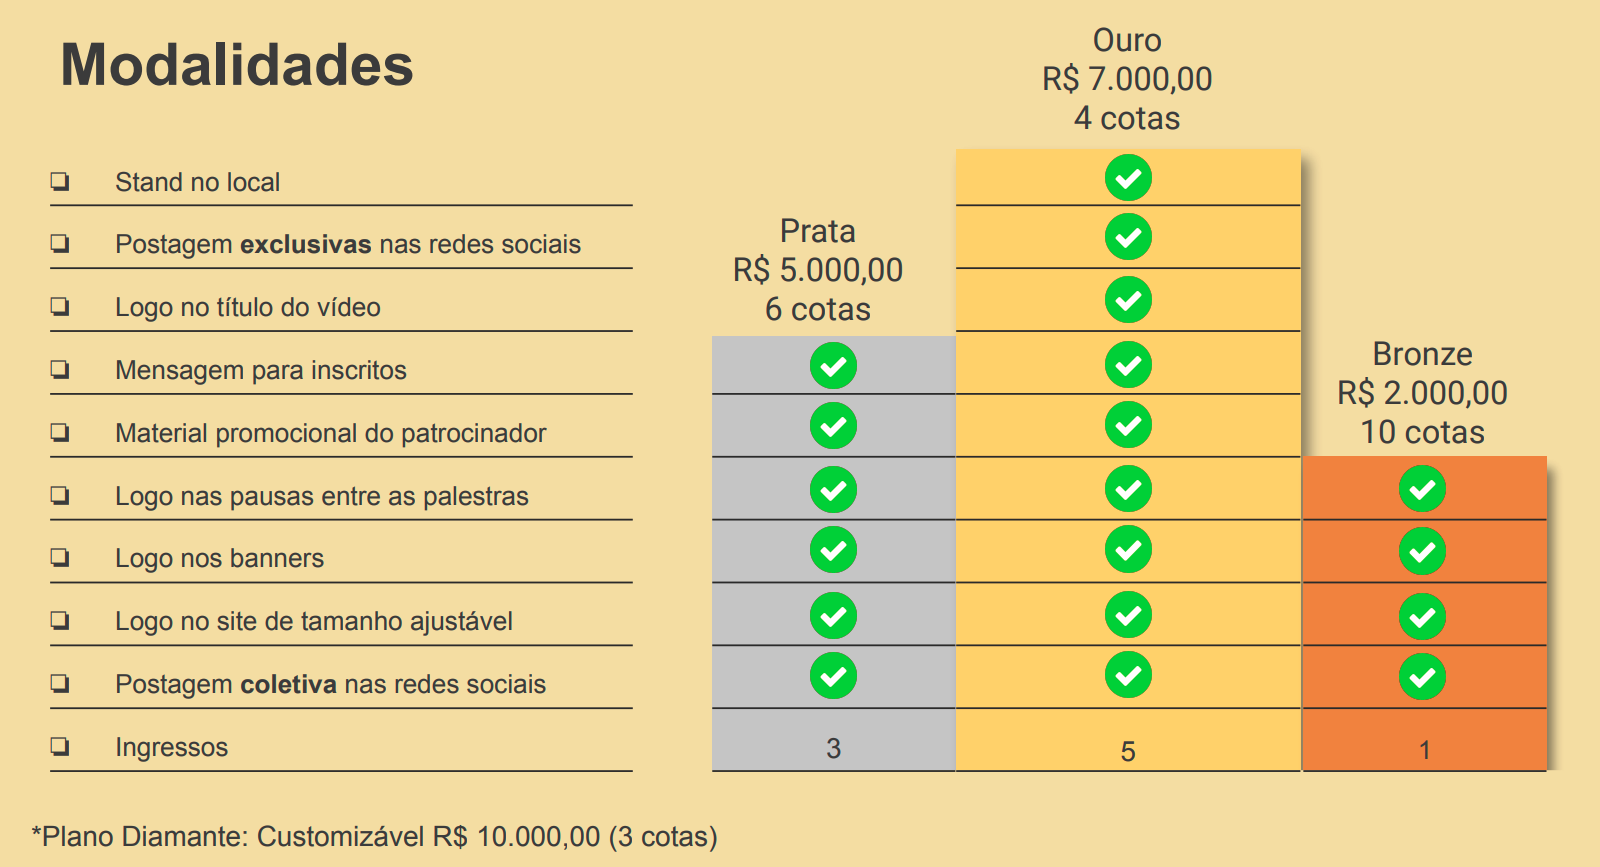 Modalidades
Ouro
R$ 7.000,00
4 cotas
Prata
R$ 5.000,00
6 cotas
Bronze
R$ 2.000,00
10 cotas
Stand no local
Postagem exclusivas nas redes sociais
Logo no título do vídeo
Mensagem para inscritos
Material promocional do patrocinador
Logo nas pausas entre as palestras
Logo nos banners
Logo no site de tamanho ajustável
Postagem coletiva nas redes sociais
Ingressos 3 5 1
*Plano Diamante: Customizável R$ 10.000,00 (3 cotas)